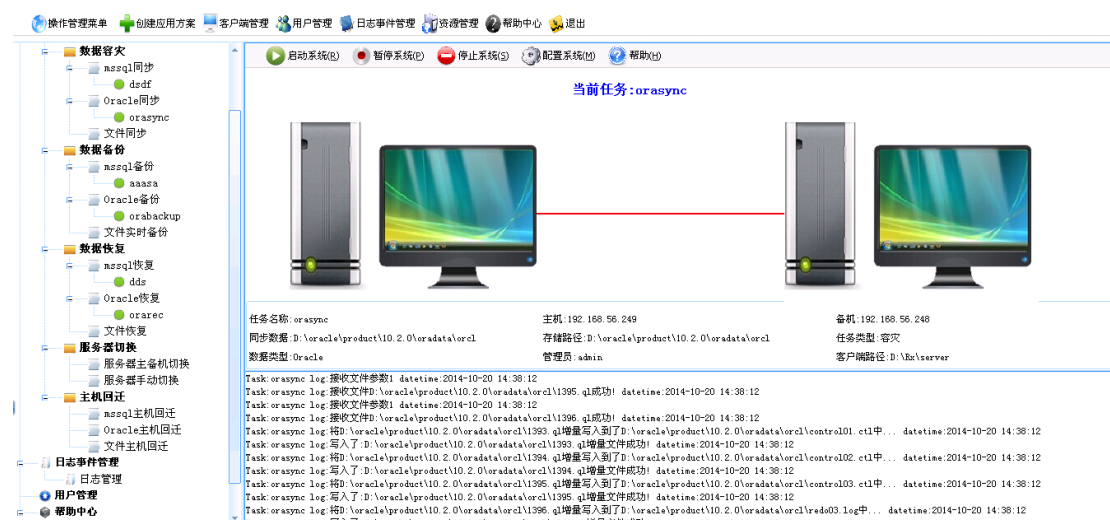 操作管理菜单 创建应用方案 客户端管理 用户管理 日志事件管理 资源管理 帮助中心 退出
数据容灾
mssql同步
dsdf
Oracle同步
orasync
文件同步
数据备份
mssql备份
aaasa
Oracle备份
orabackup
文件实时备份
数据恢复
mssql恢复
dds
Oracle恢复
orarec
文件恢复
服务器切换
服务器主备机切换
服务器手动切换
主机回迁
mssql主机回迁
Oracle主机回迁
文件主机回迁
日志事件管理
日志管理
用户管理
帮助中心
启动系统(R) 暂停系统(P) 停止系统(S) 配置系统(M) 帮助(H)
当前任务:orasync
任务名称:orasync 主机:192.168.56.249 备机:192.168.56.248
同步数据:D:\oracle\product\10.2.0\oradata\orcl 存储路径:D:\oracle\product\10.2.0\oradata\orcl 任务类型:容灾
数据类型:Oracle 管理员:admin 客户端路径:D:\Rx\server
Task:orasync log:接收文件参数1 datetime:2014-10-20 14:38:12
Task:orasync log:接收文件D:\oracle\product\10.2.0\oradata\orcl\1395.ql成功! datetime:2014-10-20 14:38:12
Task:orasync log:接收文件参数1 datetime:2014-10-20 14:38:12
Task:orasync log:接收文件D:\oracle\product\10.2.0\oradata\orcl\1396.ql成功! datetime:2014-10-20 14:38:12
Task:orasync log:将D:\oracle\product\10.2.0\oradata\orcl\1393.ql增量写入到了D:\oracle\product\10.2.0\oradata\orcl\control01.ctl中... datetime:2014-10-20 14:38:12
Task:orasync log:写入了:D:\oracle\product\10.2.0\oradata\orcl\1393.ql增量文件成功! datetime:2014-10-20 14:38:12
Task:orasync log:将D:\oracle\product\10.2.0\oradata\orcl\1394.ql增量写入到了D:\oracle\product\10.2.0\oradata\orcl\control02.ctl中... datetime:2014-10-20 14:38:12
Task:orasync log:写入了:D:\oracle\product\10.2.0\oradata\orcl\1394.ql增量文件成功! datetime:2014-10-20 14:38:12
Task:orasync log:将D:\oracle\product\10.2.0\oradata\orcl\1395.ql增量写入到了D:\oracle\product\10.2.0\oradata\orcl\control03.ctl中... datetime:2014-10-20 14:38:12
Task:orasync log:写入了:D:\oracle\product\10.2.0\oradata\orcl\1395.ql增量文件成功! datetime:2014-10-20 14:38:12
Task:orasync log:将D:\oracle\product\10.2.0\oradata\orcl\1396.ql增量写入到了D:\oracle\product\10.2.0\oradata\orcl\redo03.log中... datetime:2014-10-20 14:38:12